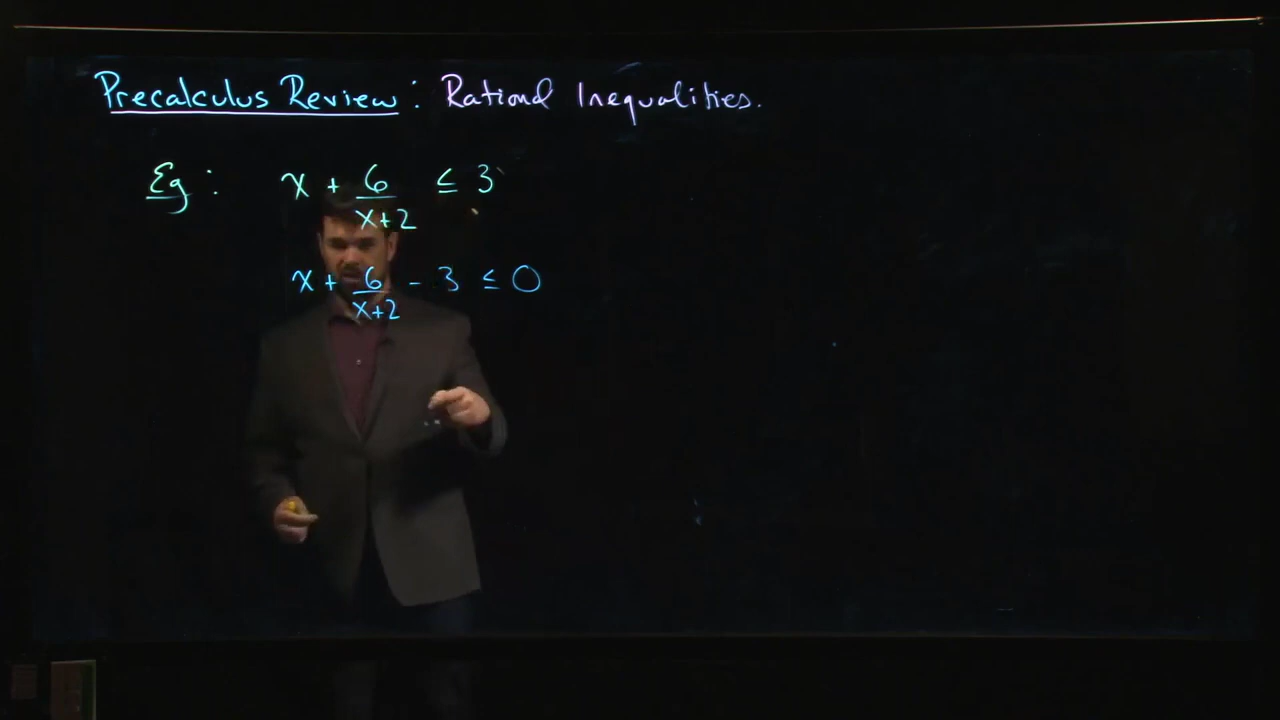 Precalculus Review: Rational Inequalities.
Eg: x + 6/(x+2) ≤ 3
x + 6/(x+2) - 3 ≤ 0